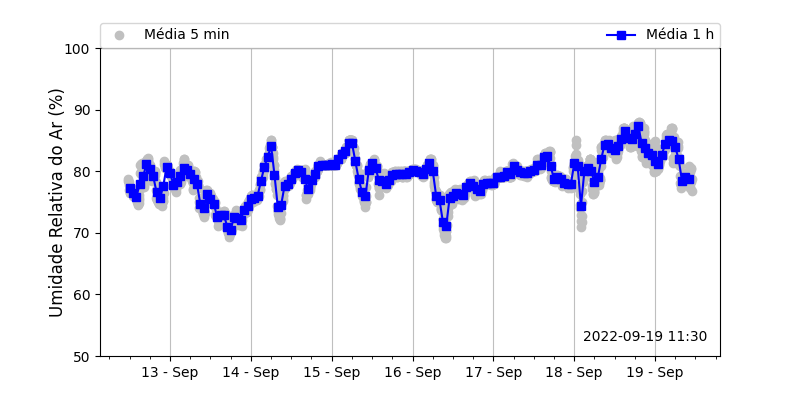 Média 5 min
Média 1 h
Umidade Relativa do Ar (%)
100
90
80
70
60
50
2022-09-19 11:30
13 - Sep
14 - Sep
15 - Sep
16 - Sep
17 - Sep
18 - Sep
19 - Sep